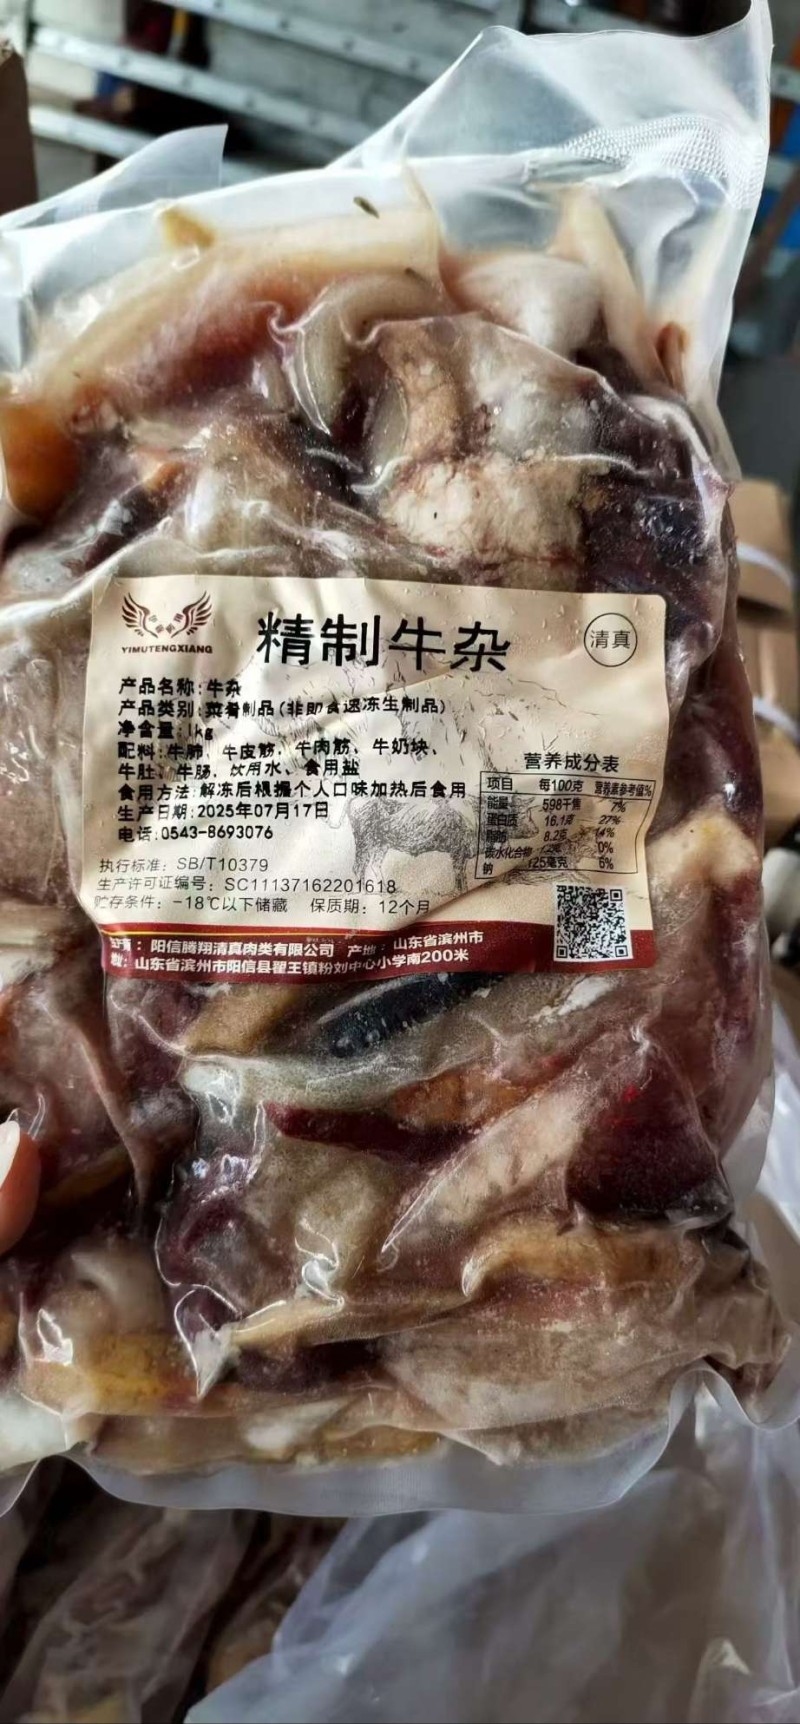 YIMUTENGXIANG
精制牛杂
清真
产品名称:牛杂
产品类别:菜肴制品(非即食速冻生制品)
净含量:1kg
配料:牛肺、牛皮筋、牛肉筋、牛奶块、
牛肚、牛肠、饮用水、食用盐
食用方法:解冻后根据个人口味加热后食用
生产日期:2025年07月17日
电话:0543-8693076
执行标准：SB/T10379
生产许可证编号：SC11137162201618
贮存条件：-18℃以下储藏 保质期：12个月
营养成分表
项目 每100克 营养素参考值%
能量 598千焦 7%
蛋白质 16.1克 27%
脂肪 8.2克 14%
碳水化合物 0%
钠 125毫克 6%
：阳信腾翔清真肉类有限公司 产地：山东省滨州市
：山东省滨州市阳信县翟王镇粉刘中心小学南200米